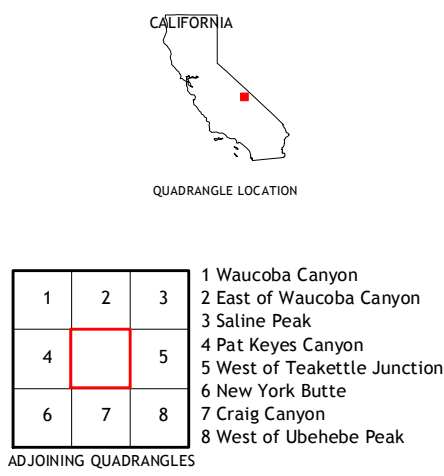 CALIFORNIA
QUADRANGLE LOCATION
1 2 3
4 5
6 7 8
1 Waucoba Canyon
2 East of Waucoba Canyon
3 Saline Peak
4 Pat Keyes Canyon
5 West of Teakettle Junction
6 New York Butte
7 Craig Canyon
8 West of Ubehebe Peak
ADJOINING QUADRANGLES